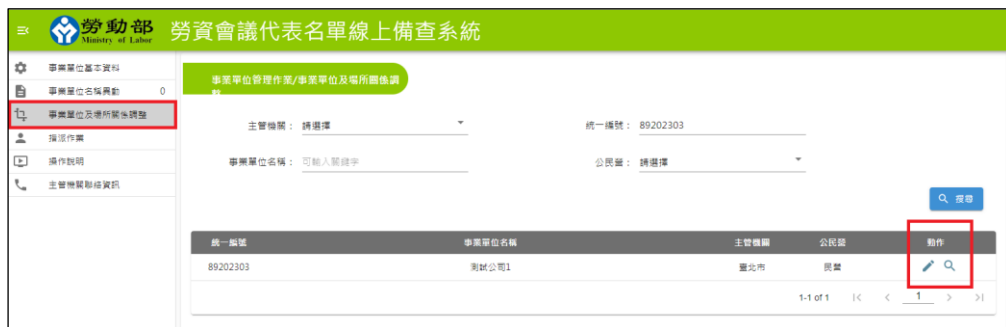 勞動部 勞資會議代表名單線上備查系統
Ministry of Labor
事業單位基本資料
事業單位名稱異動 0
事業單位及場所關係調整
指派作業
操作說明
主管機關聯絡資訊
事業單位管理作業/事業單位及場所關係調
整
主管機關： 請選擇
統一編號： 89202303
事業單位名稱： 可輸入關鍵字
公民營： 請選擇
搜尋
統一編號 事業單位名稱 主管機關 公民營 動作
89202303 測試公司1 臺北市 民營
1-1 of 1 |< < 1 > >|